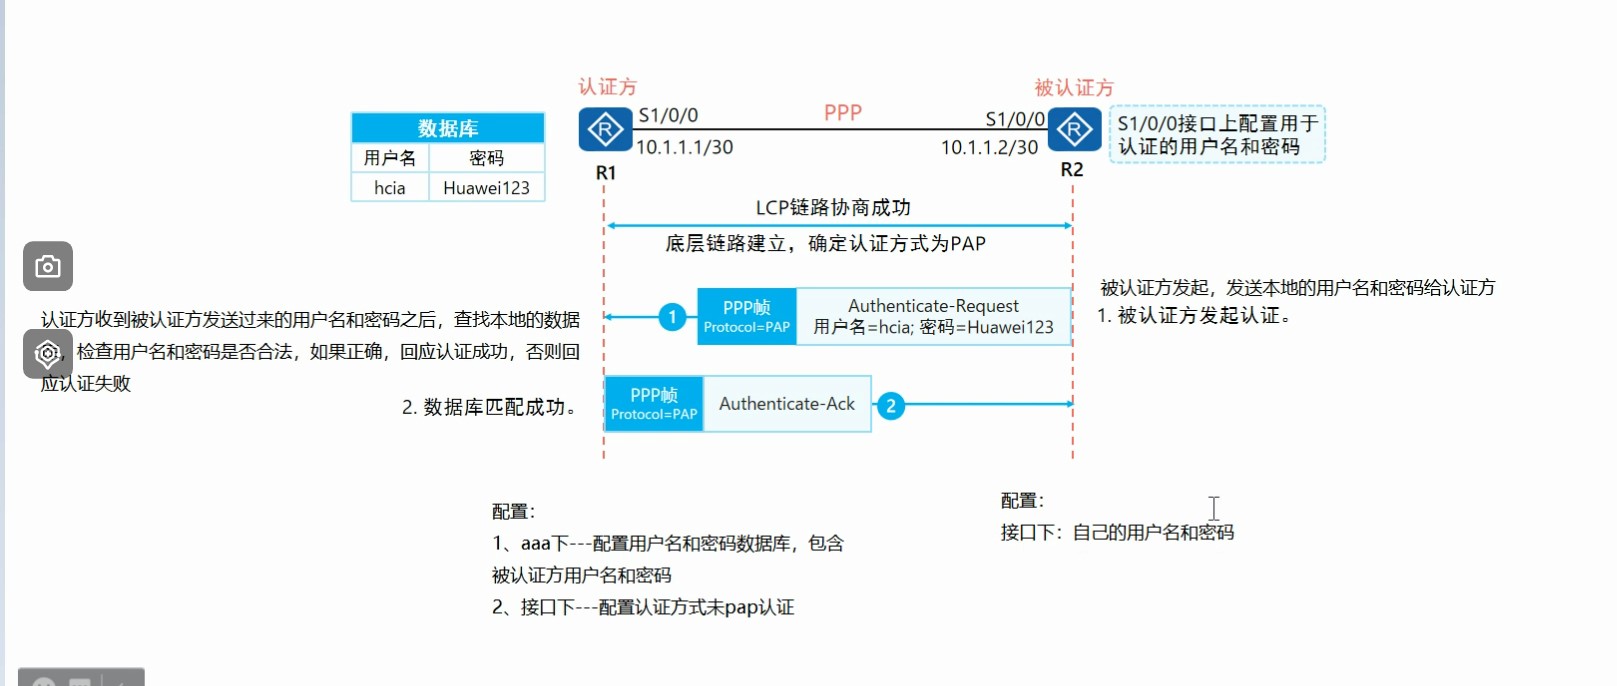 认证方
被认证方
S1/0/0
PPP
S1/0/0
10.1.1.1/30
10.1.1.2/30
R1
R2
S1/0/0接口上配置用于
认证的用户名和密码
数据库
用户名 密码
hcia Huawei123
LCP链路协商成功
底层链路建立，确定认证方式为PAP
1
PPP帧
Protocol=PAP
Authenticate-Request
用户名=hcia; 密码=Huawei123
被认证方发起，发送本地的用户名和密码给认证方
1. 被认证方发起认证。
认证方收到被认证方发送过来的用户名和密码之后，查找本地的数据
，检查用户名和密码是否合法，如果正确，回应认证成功，否则回
应认证失败
2. 数据库匹配成功。
PPP帧
Protocol=PAP
Authenticate-Ack
2
配置：
1、aaa下---配置用户名和密码数据库，包含
被认证方用户名和密码
2、接口下---配置认证方式未pap认证
配置：
接口下：自己的用户名和密码